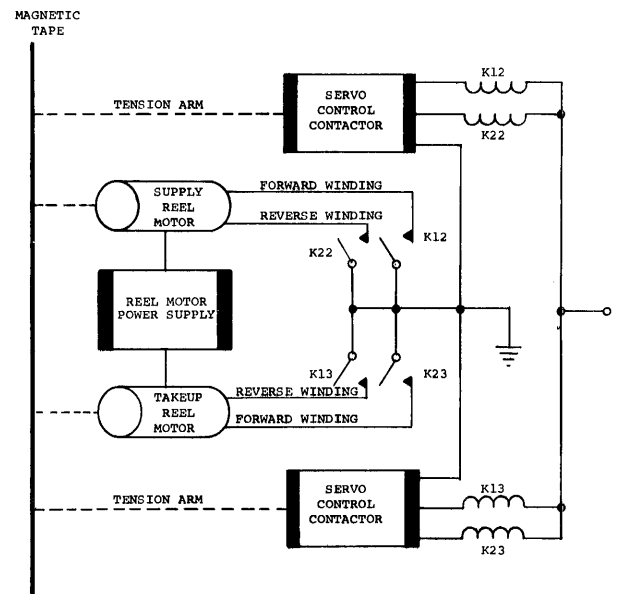 MAGNETIC
TAPE
K12
SERVO
CONTROL
CONTACTOR
TENSION ARM
K22
FORWARD WINDING
SUPPLY
REEL
MOTOR
REVERSE WINDING
K22
K12
REEL MOTOR
POWER SUPPLY
K13
K23
TAKEUP
REEL
MOTOR
REVERSE WINDING
FORWARD WINDING
SERVO
CONTROL
CONTACTOR
TENSION ARM
K13
K23